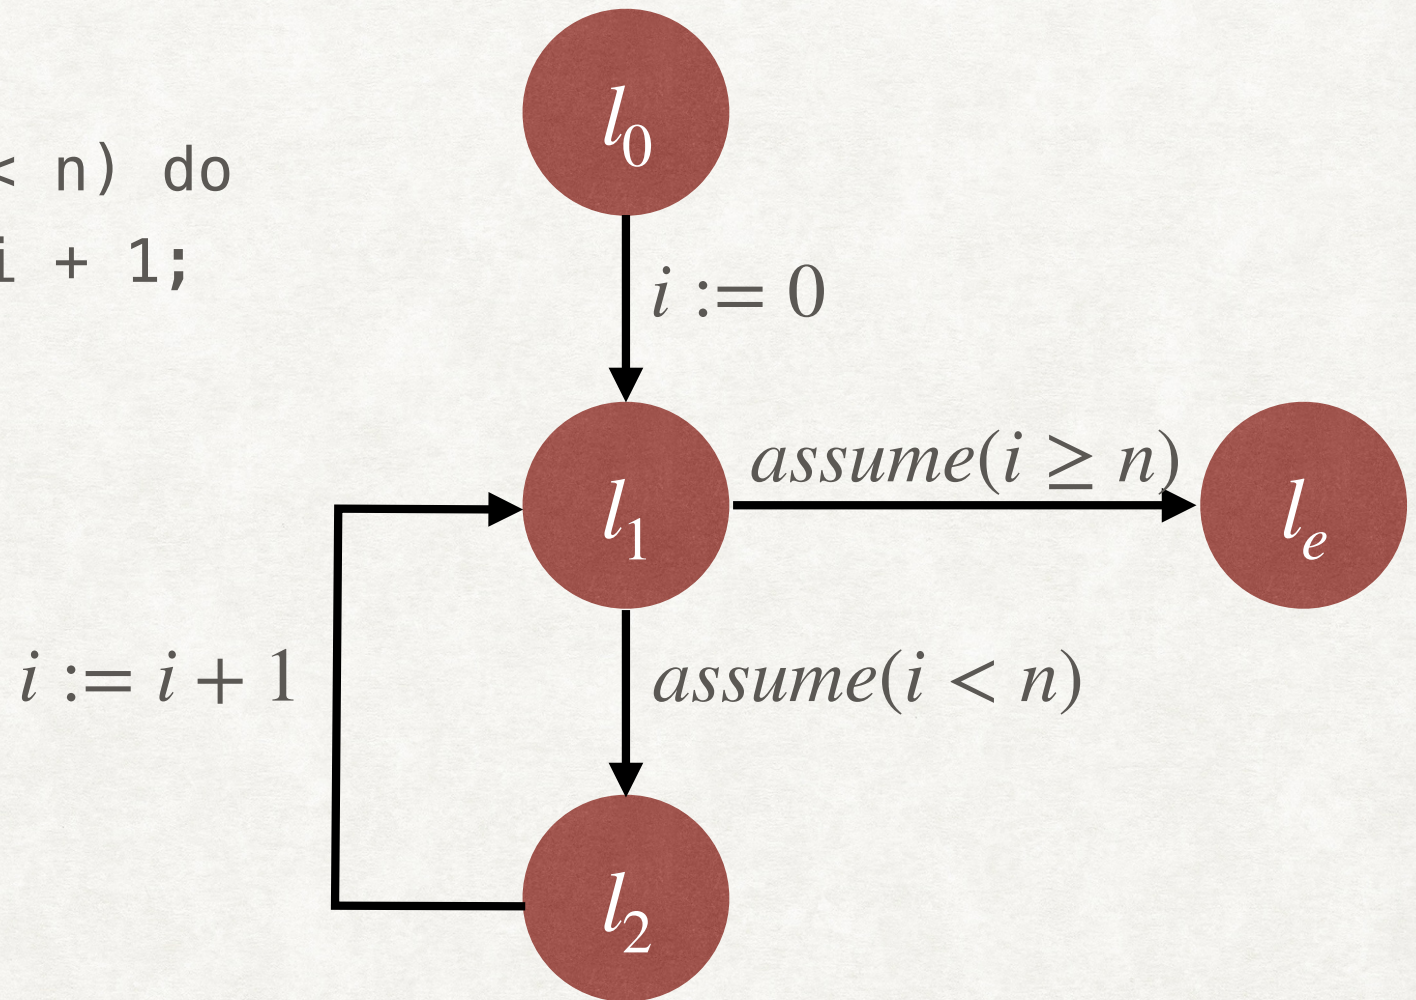 l₀
< n) do
i + 1;
i := 0
assume(i ≥ n)
l₁
lₑ
i := i + 1
assume(i < n)
l₂